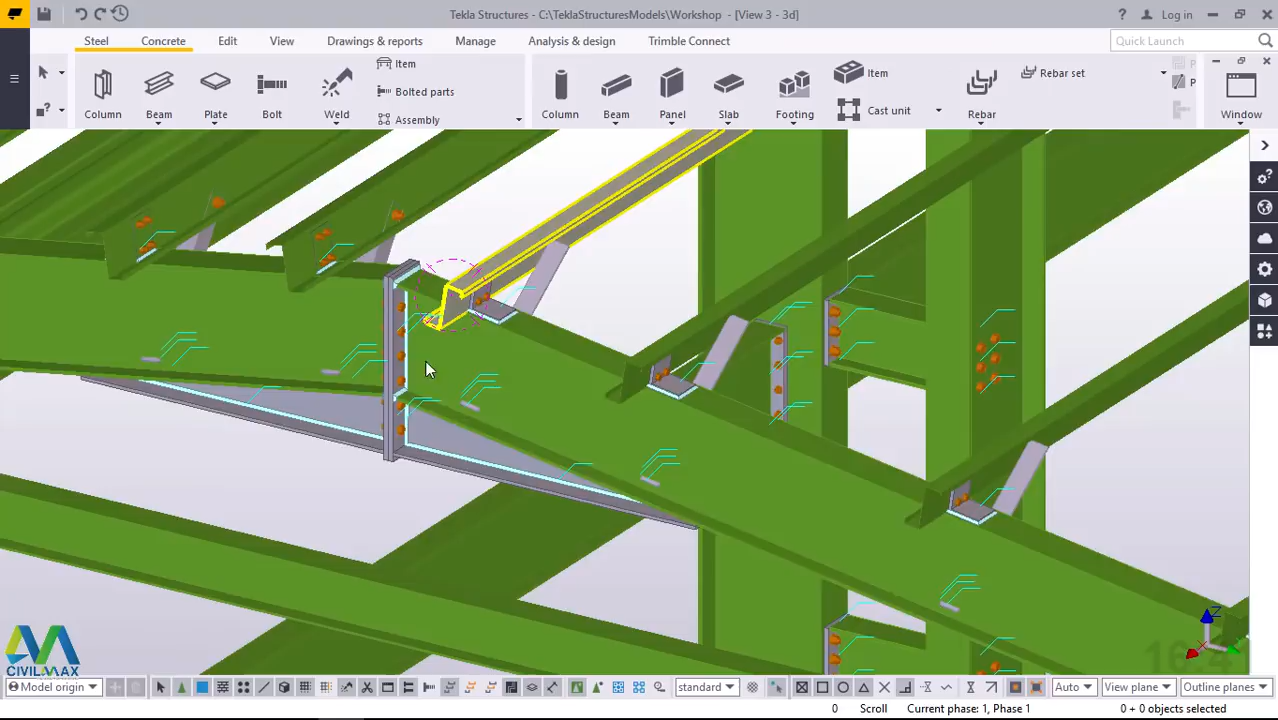 Tekla Structures - C:\TeklaStructuresModels\Workshop - [View 3 - 3d]
? Log in
Steel Concrete Edit View Drawings & reports Manage Analysis & design Trimble Connect Quick Launch
Item
Bolted parts
Assembly
Column Beam Plate Bolt Weld
Column Beam Panel Slab Footing
Item
Cast unit
Rebar
Rebar set
P
Window
Z
CIVILMAX
Model origin standard Auto View plane Outline planes
0 Scroll Current phase: 1, Phase 1 0 + 0 objects selected